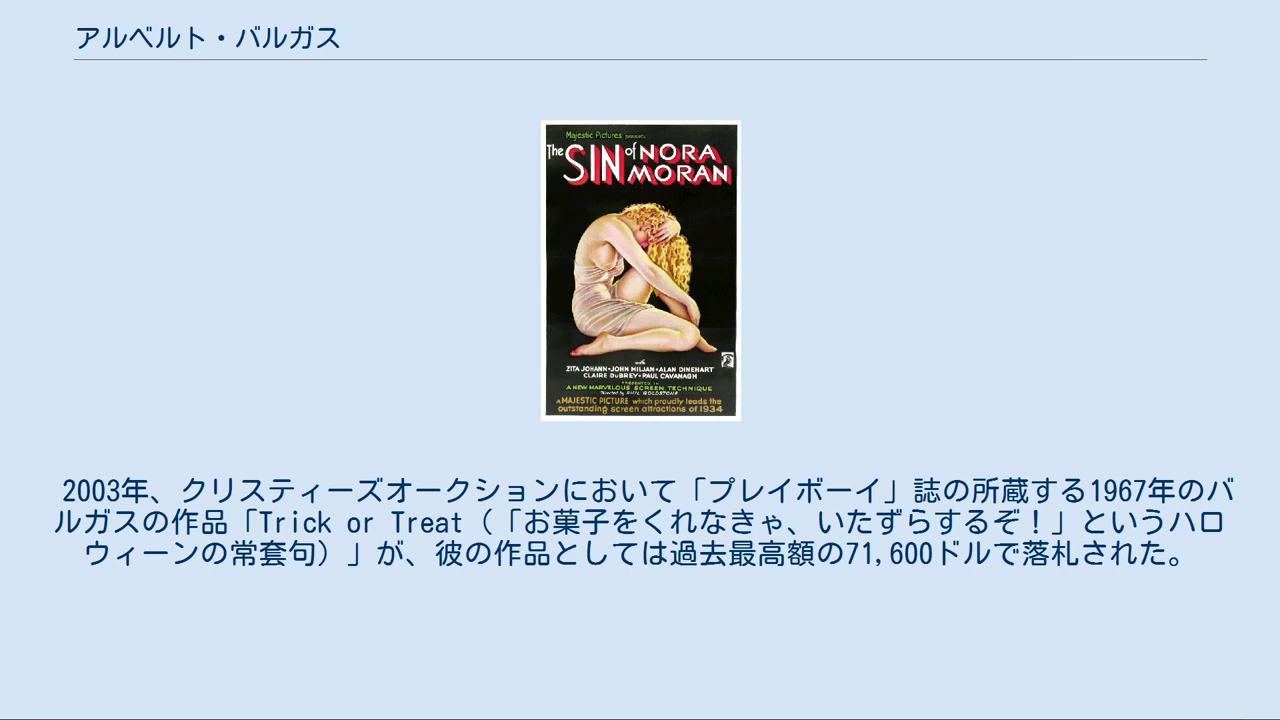 アルベルト・バルガス
Majestic Pictures presents
The SIN of NORA
MORAN
with
ZITA JOHANN・JOHN MILJAN・ALAN DINEHART
CLAIRE DuBREY・PAUL CAVANAGH
PRESENTED IN
A NEW MARVELOUS SCREEN TECHNIQUE
Directed by PHIL GOLDSTONE
A MAJESTIC PICTURE which proudly leads the
outstanding screen attractions of 1934
2003年、クリスティーズオークションにおいて「プレイボーイ」誌の所蔵する1967年のバ
ルガスの作品「Trick or Treat（「お菓子をくれなきゃ、いたずらするぞ！」というハロ
ウィーンの常套句）」が、彼の作品としては過去最高額の71,600ドルで落札された。